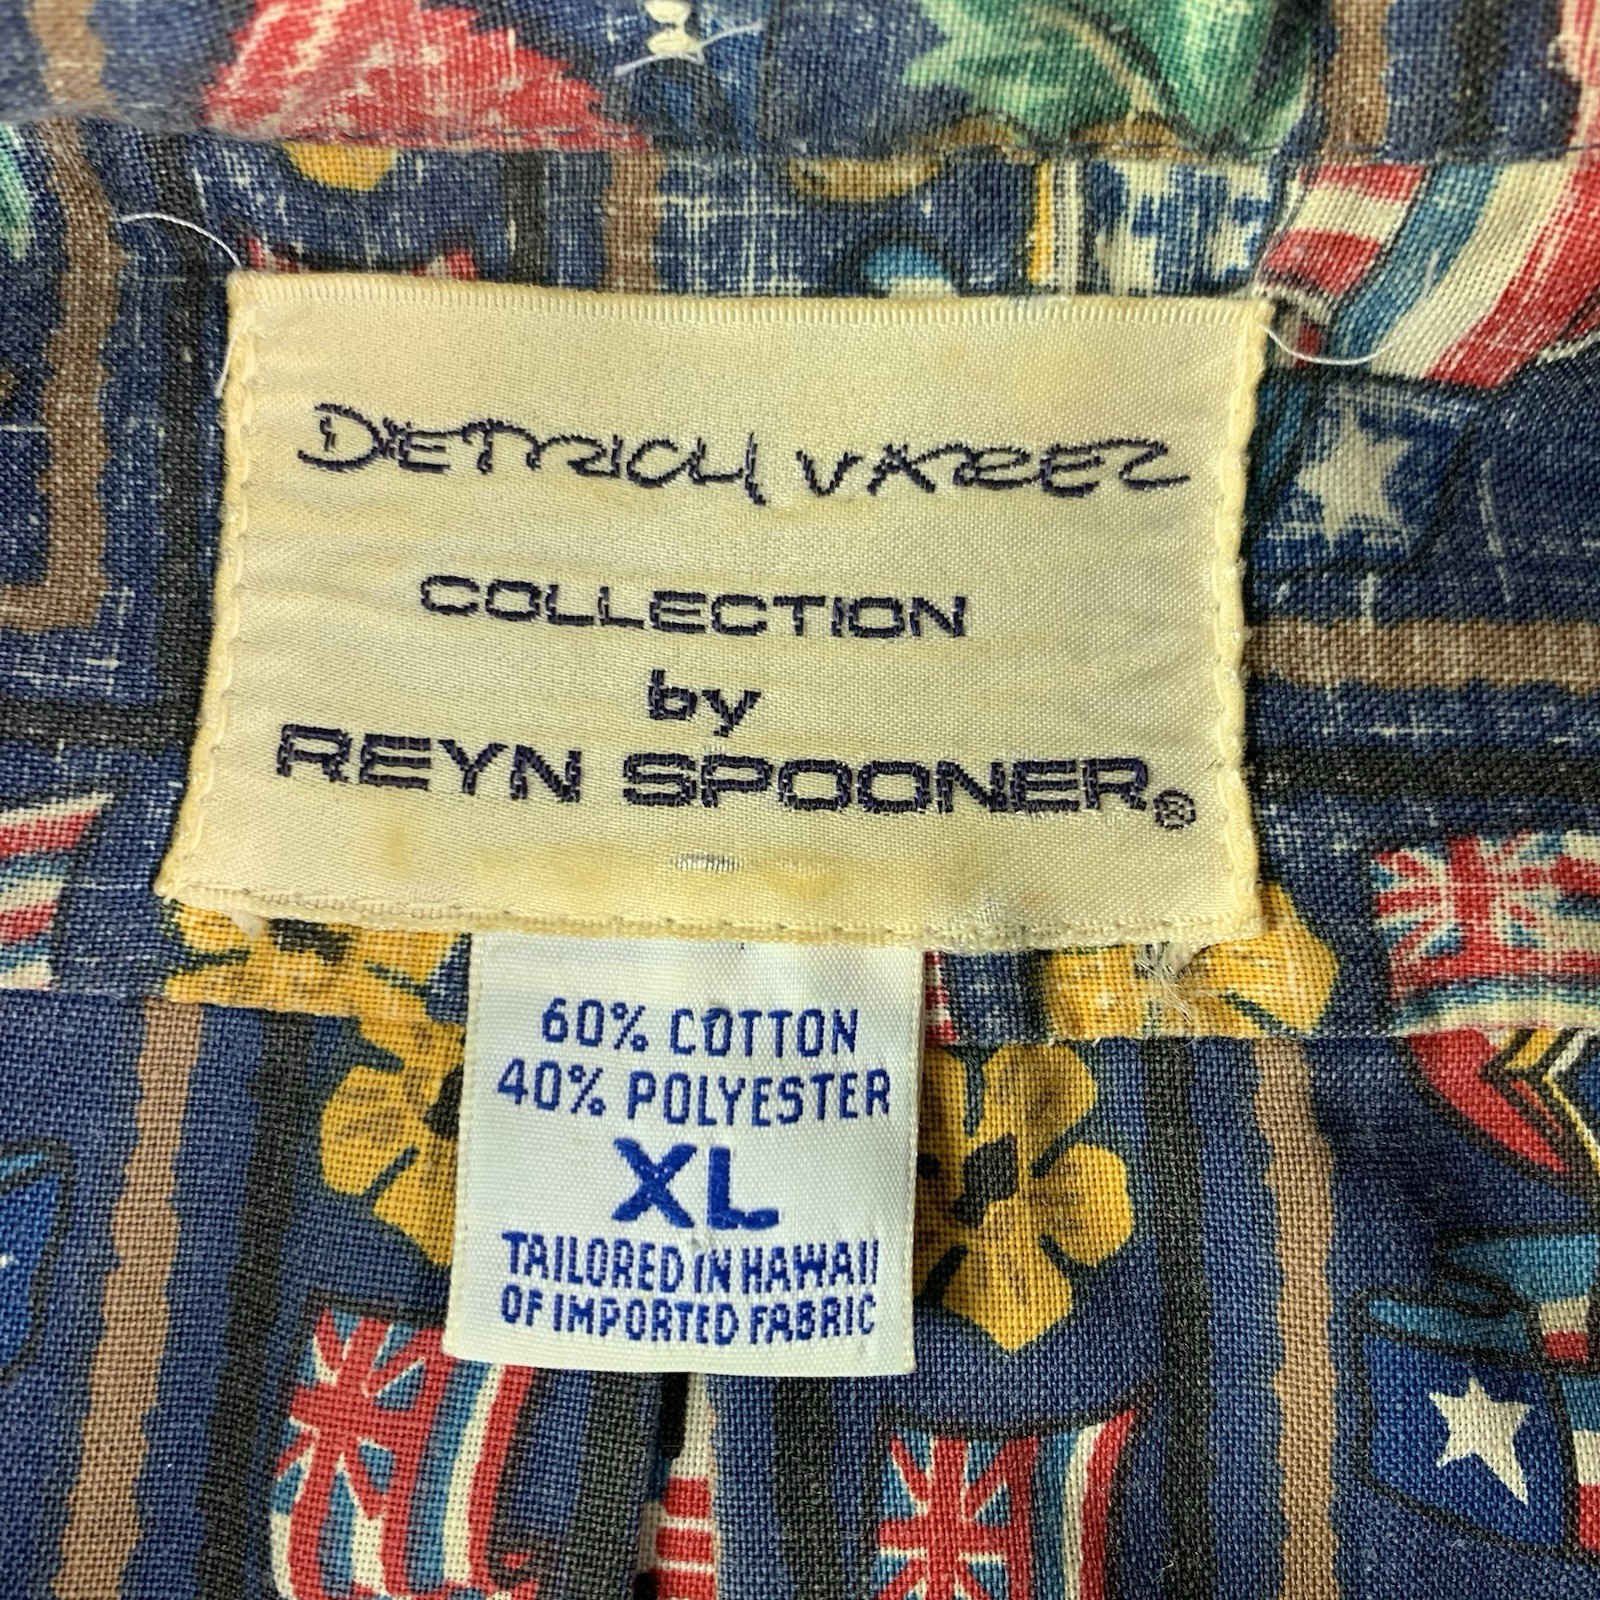 DIETRICH VAREZ
COLLECTION
by
REYN SPOONER®
60% COTTON
40% POLYESTER
XL
TAILORED IN HAWAII
OF IMPORTED FABRIC